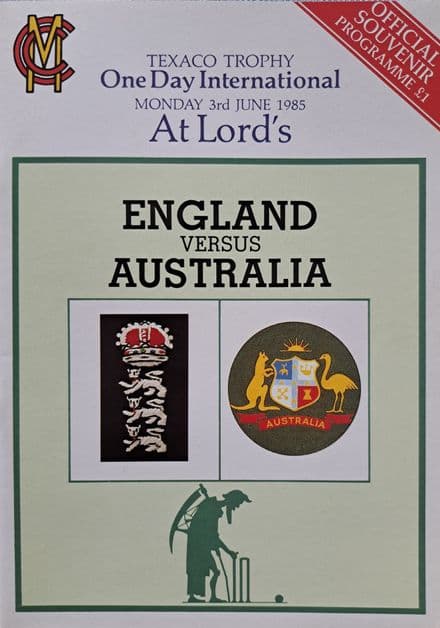 MCC
OFFICIAL
SOUVENIR
PROGRAMME £1
TEXACO TROPHY
One Day International
MONDAY 3rd JUNE 1985
At Lord's
ENGLAND
VERSUS
AUSTRALIA
AUSTRALIA